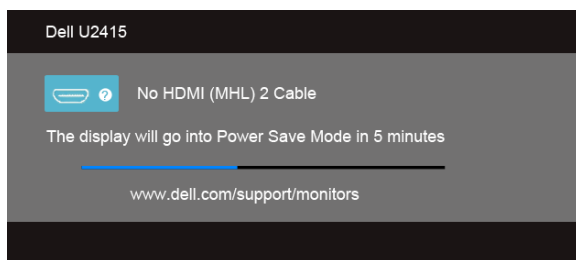 Dell U2415
? No HDMI (MHL) 2 Cable
The display will go into Power Save Mode in 5 minutes
www.dell.com/support/monitors